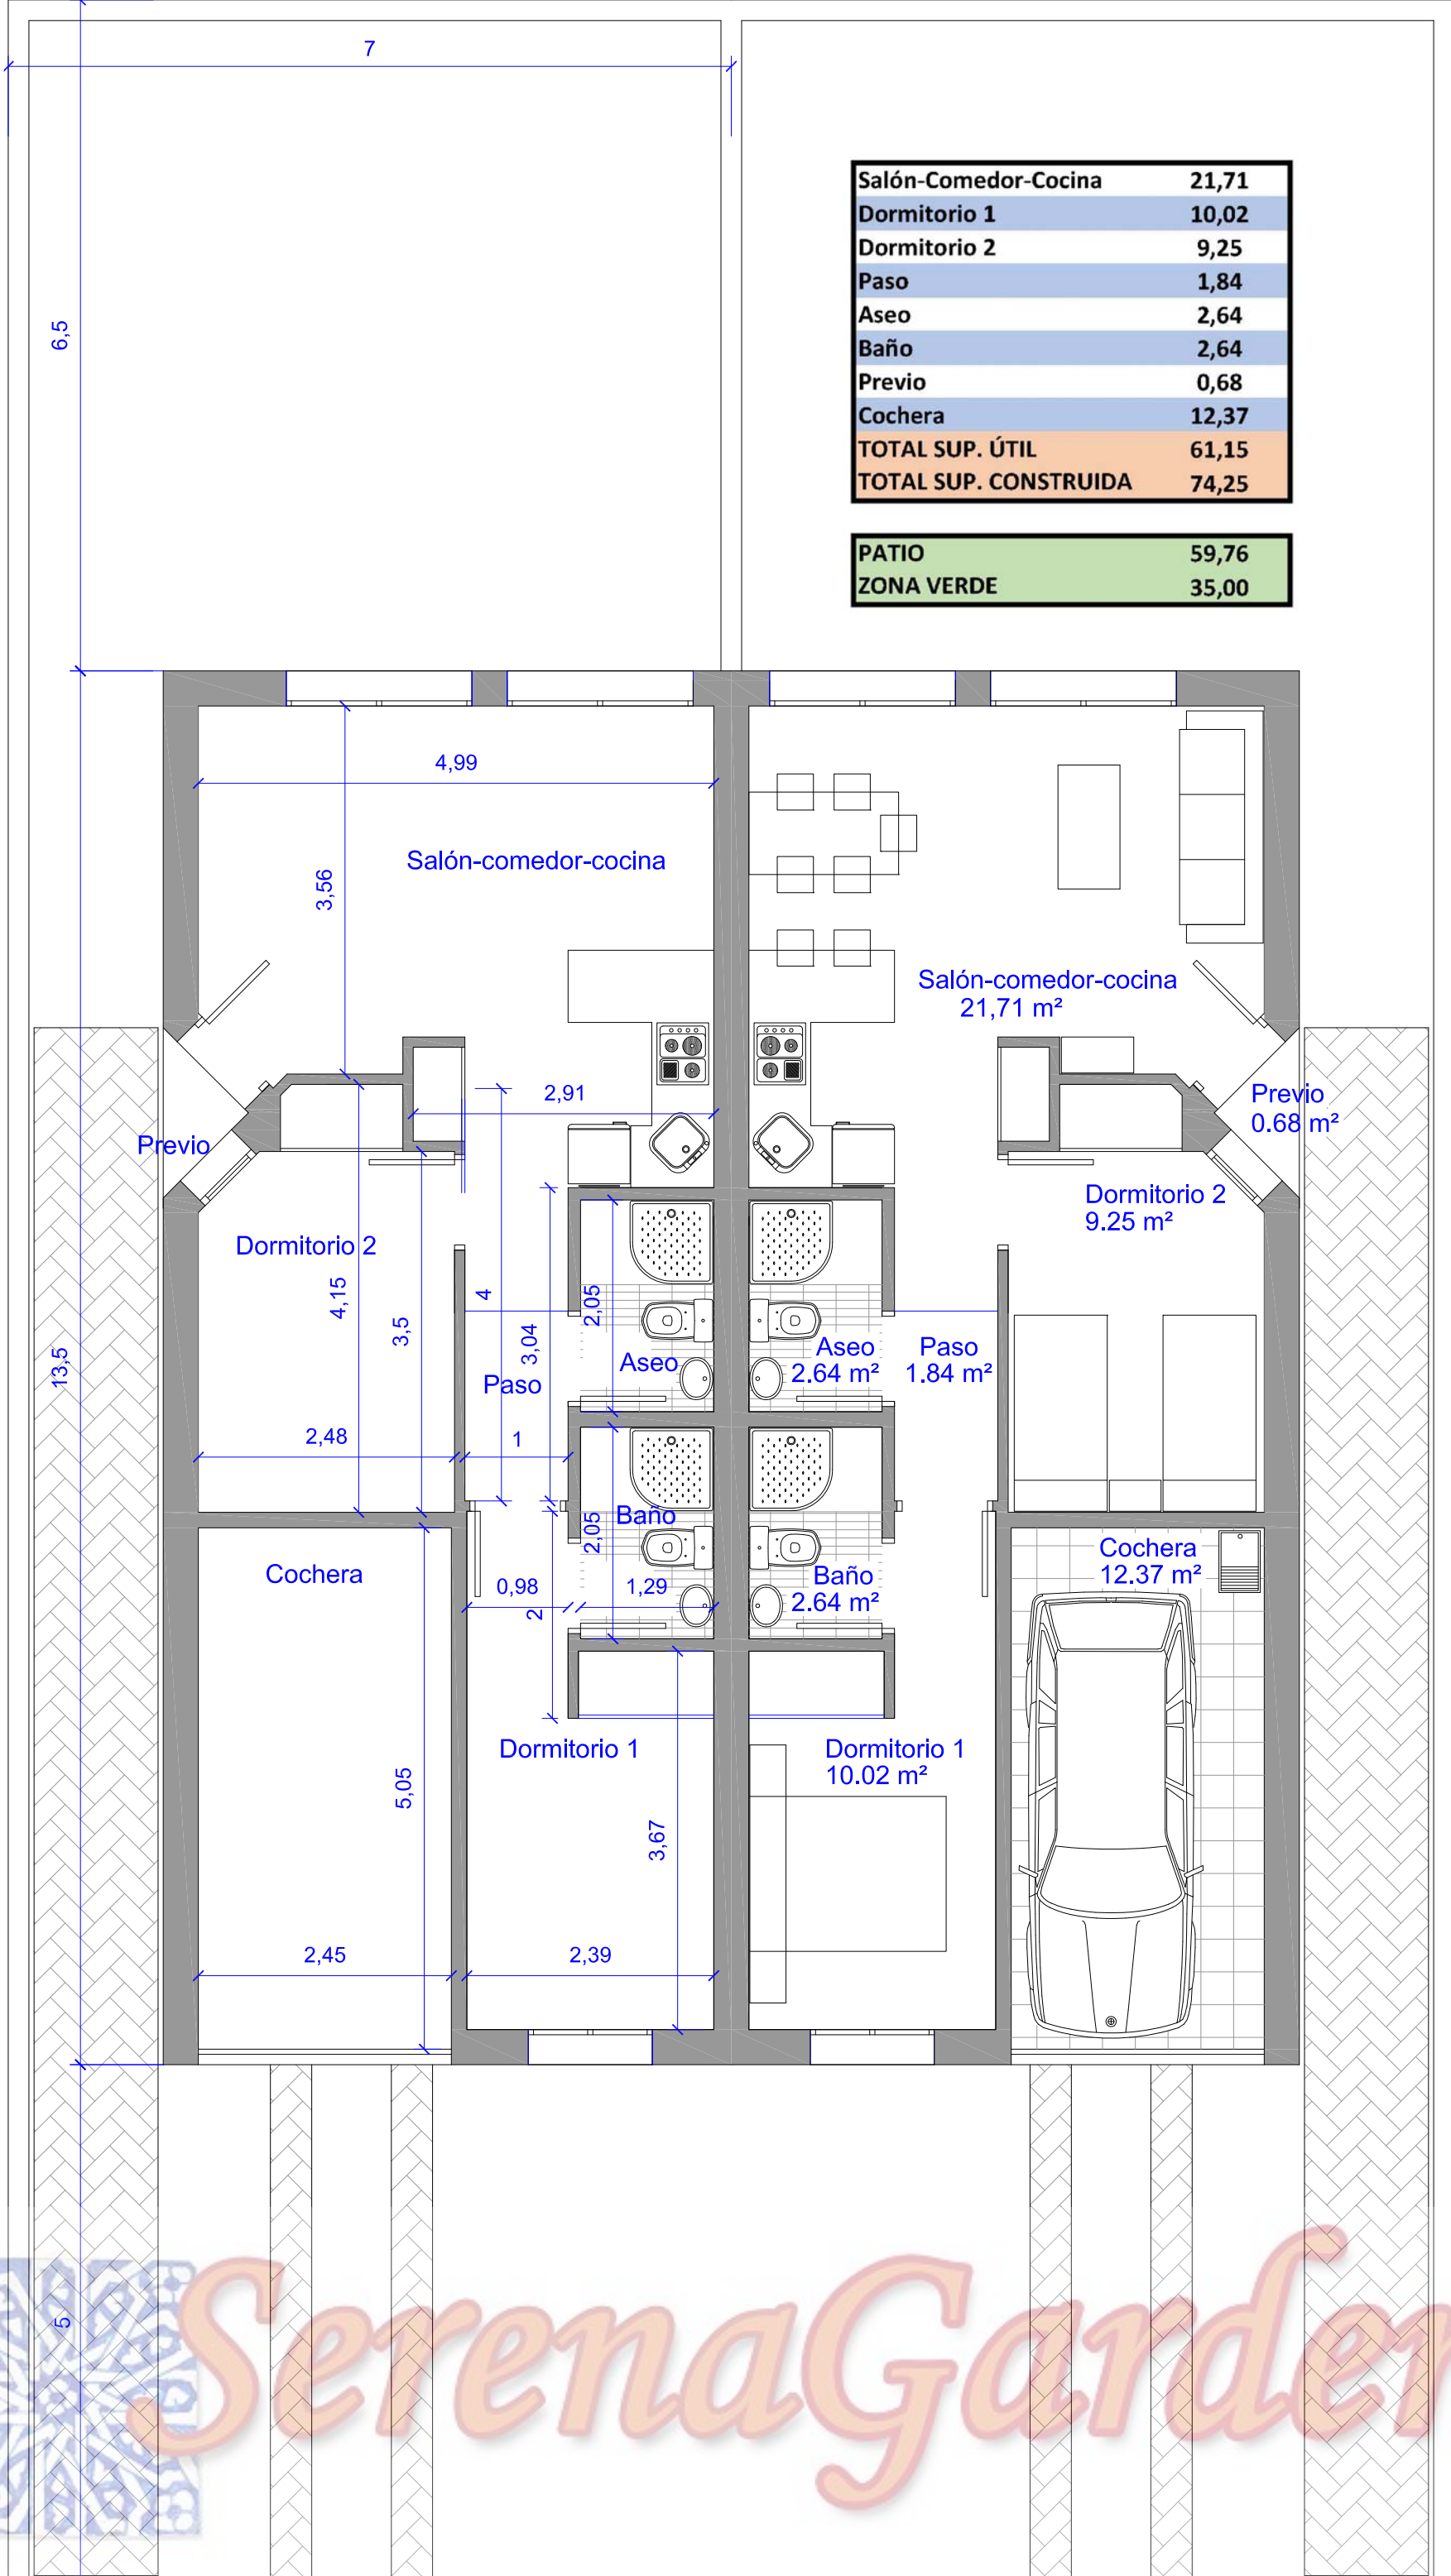 7
6,5
Salón-Comedor-Cocina 21,71
Dormitorio 1 10,02
Dormitorio 2 9,25
Paso 1,84
Aseo 2,64
Baño 2,64
Previo 0,68
Cochera 12,37
TOTAL SUP. ÚTIL 61,15
TOTAL SUP. CONSTRUIDA 74,25
PATIO 59,76
ZONA VERDE 35,00
4,99
Salón-comedor-cocina
3,56
Salón-comedor-cocina
21,71 m²
2,91
Previo
Previo
0.68 m²
Dormitorio 2
Dormitorio 2
9.25 m²
4,15
3,5
4
3,04
2,05
13,5
Aseo
Paso
Aseo
2.64 m²
Paso
1.84 m²
2,48
1
Baño
2,05
Cochera
0,98
2
1,29
Baño
2.64 m²
Cochera
12.37 m²
Dormitorio 1
Dormitorio 1
10.02 m²
5,05
3,67
2,45
2,39
5
SerenaGarden